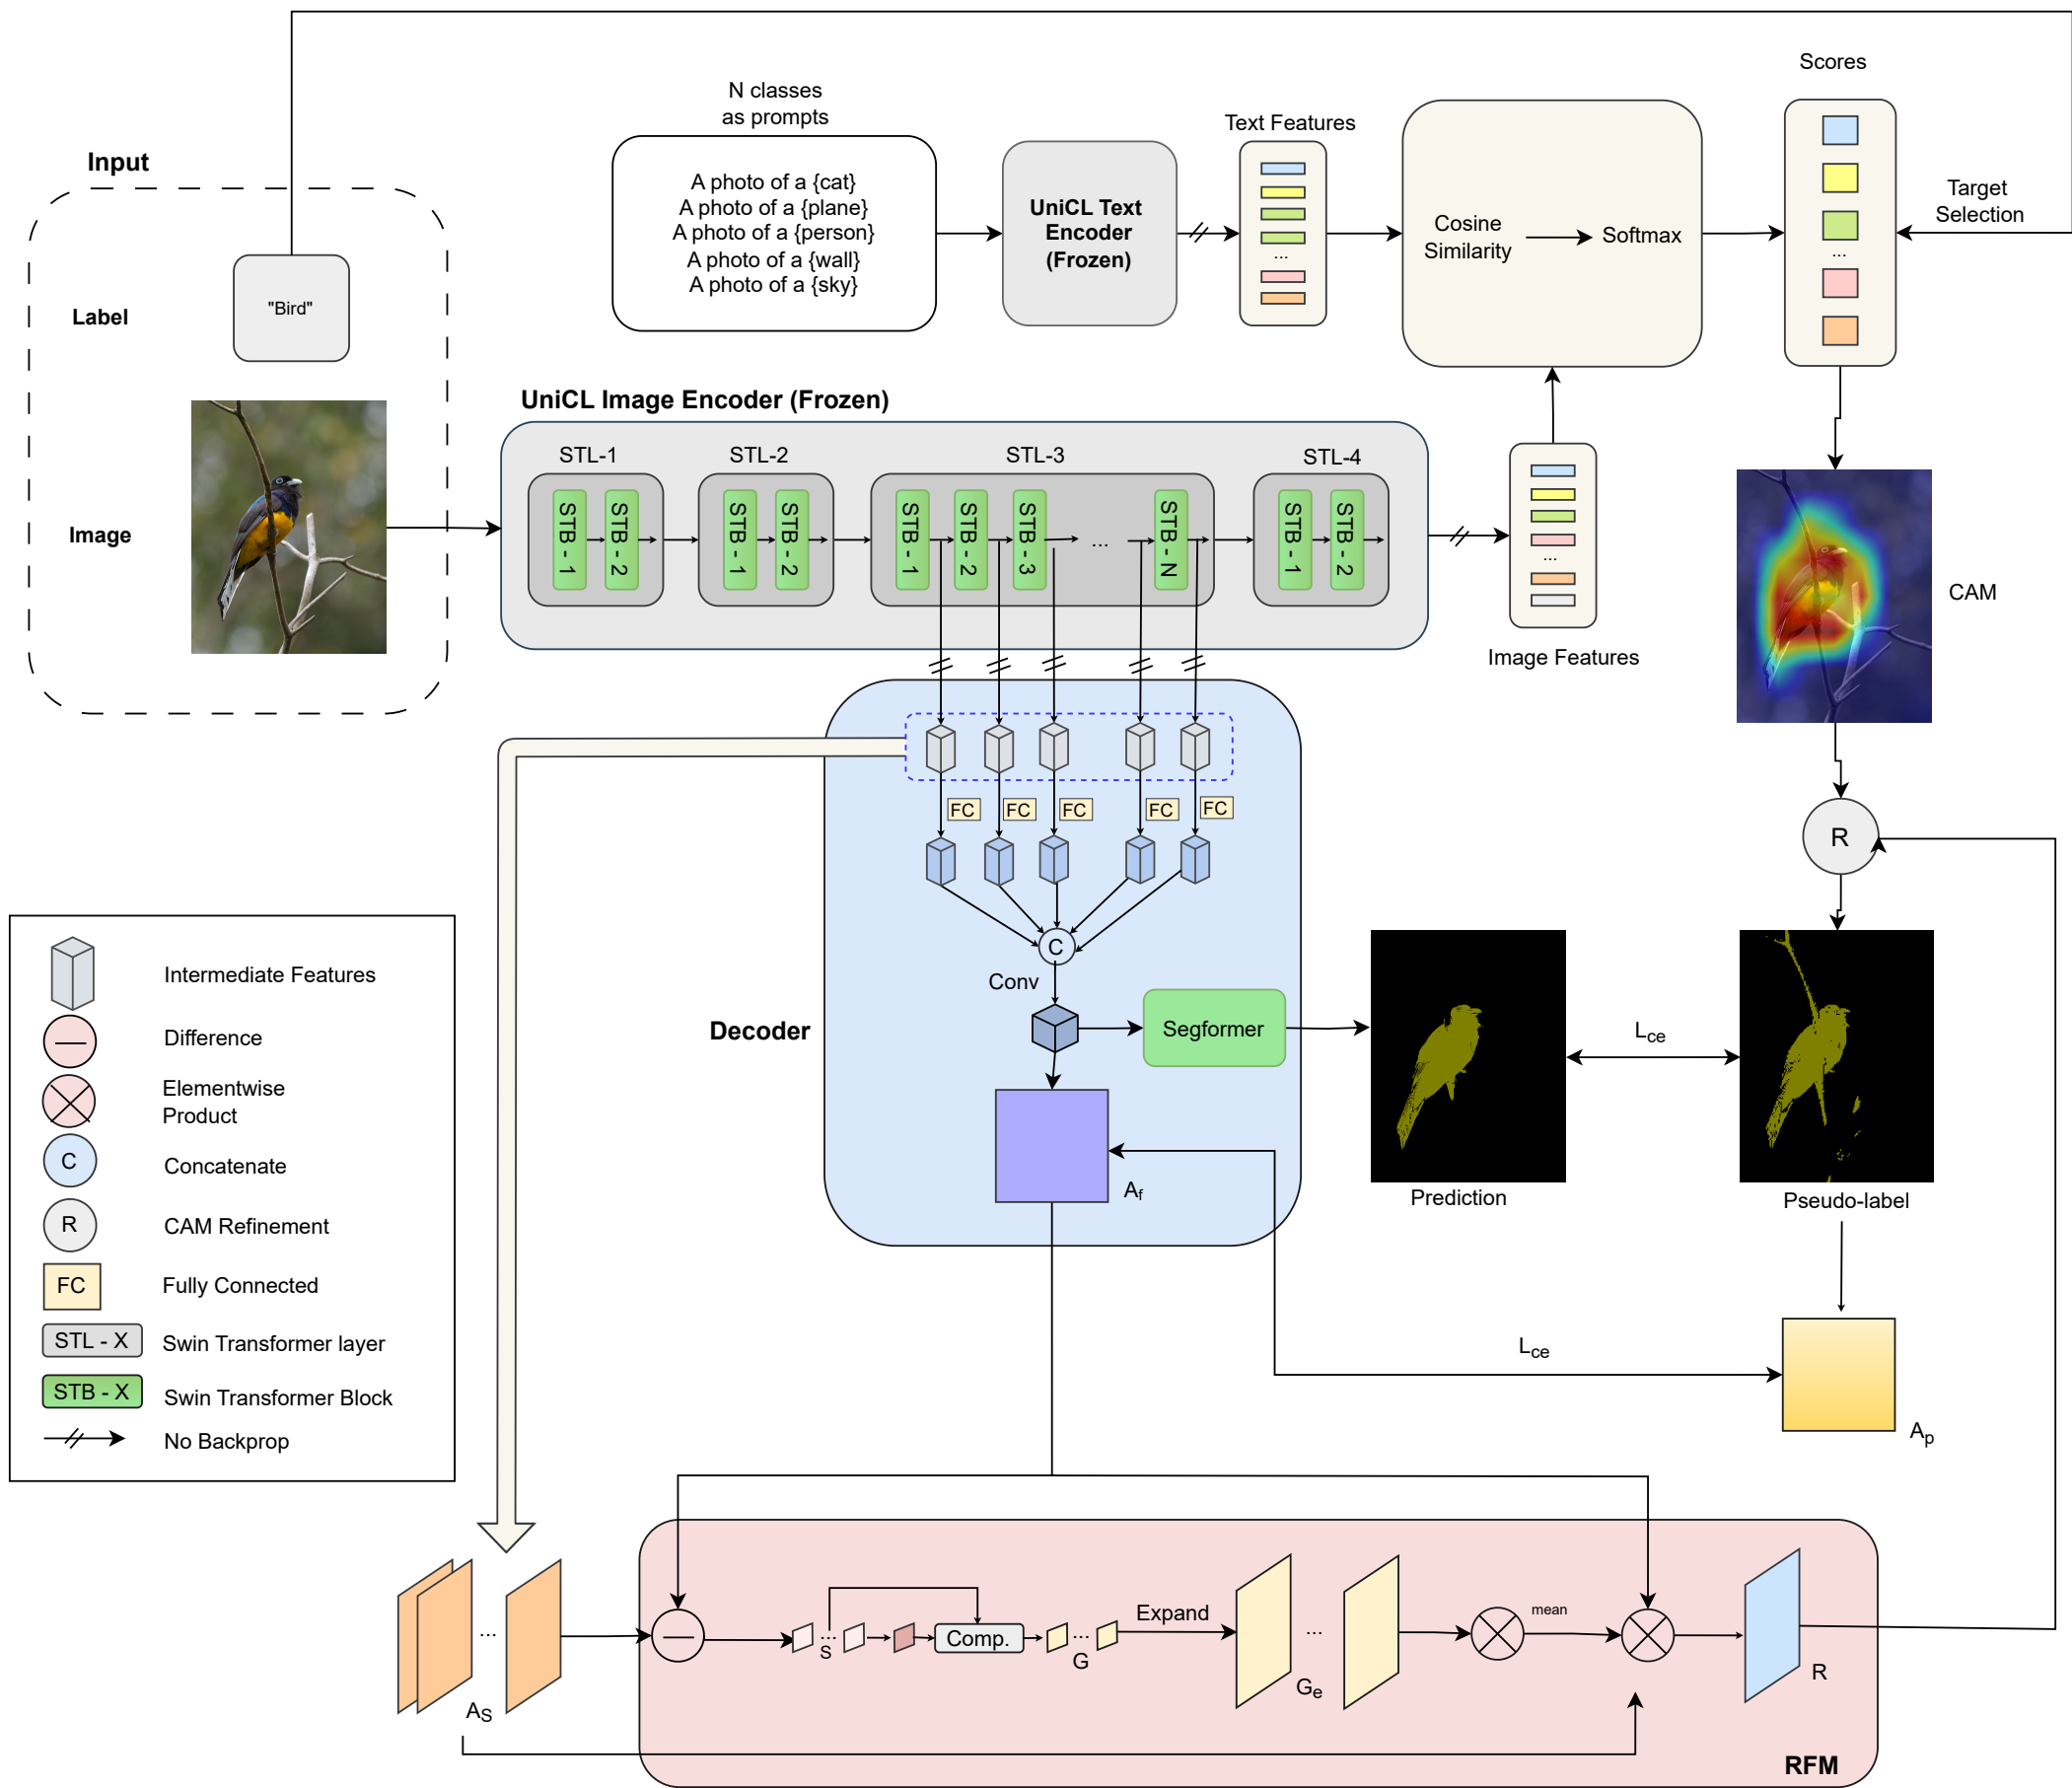 Input
Label
"Bird"
Image
N classes
as prompts
A photo of a {cat}
A photo of a {plane}
A photo of a {person}
A photo of a {wall}
A photo of a {sky}
UniCL Text
Encoder
(Frozen)
Text Features
...
Cosine
Similarity
Softmax
Scores
...
Target
Selection
UniCL Image Encoder (Frozen)
STL-1
STB - 1
STB - 2
STL-2
STB - 1
STB - 2
STL-3
STB - 1
STB - 2
STB - 3
...
STB - N
STL-4
STB - 1
STB - 2
...
Image Features
CAM
R
FC
FC
FC
FC
FC
C
Conv
Decoder
Segformer
Af
Prediction
Lce
Pseudo-label
Lce
Ap
Intermediate Features
Difference
Elementwise
Product
C
Concatenate
R
CAM Refinement
FC
Fully Connected
STL - X
Swin Transformer layer
STB - X
Swin Transformer Block
No Backprop
...
AS
...
S
Comp.
...
G
Expand
...
Ge
mean
R
RFM